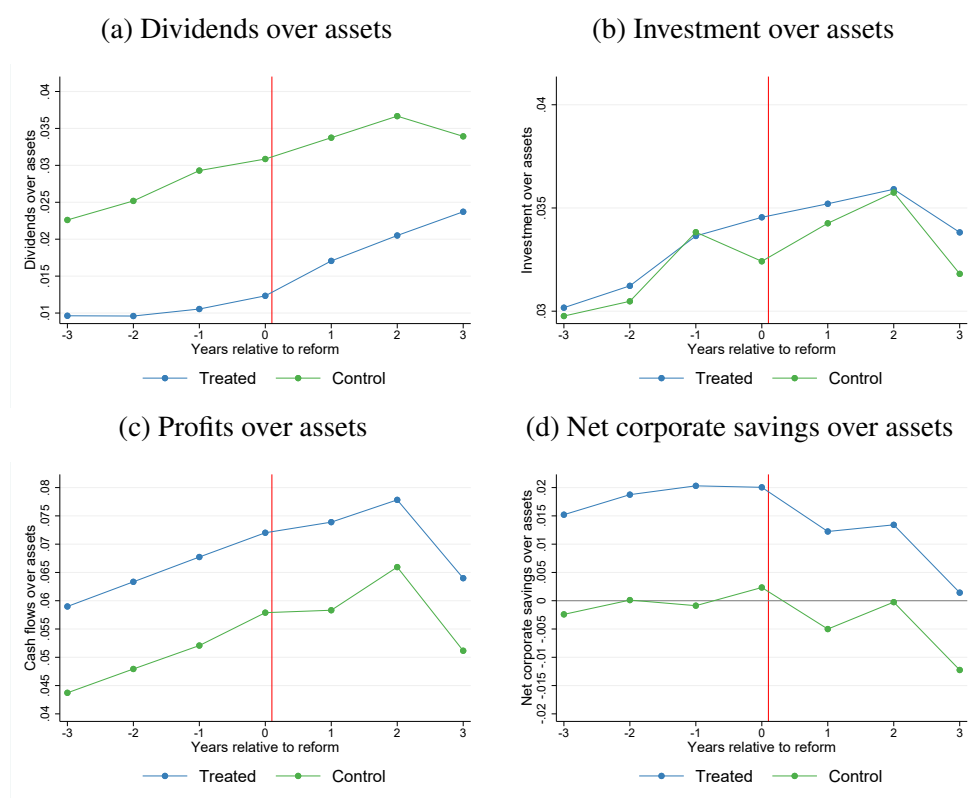 (a) Dividends over assets
Dividends over assets
.04
.035
.03
.025
.02
.015
.01
-3 -2 -1 0 1 2 3
Years relative to reform
Treated Control
(b) Investment over assets
Investment over assets
.04
.035
.03
-3 -2 -1 0 1 2 3
Years relative to reform
Treated Control
(c) Profits over assets
Cash flows over assets
.08
.075
.07
.065
.06
.055
.05
.045
.04
-3 -2 -1 0 1 2 3
Years relative to reform
Treated Control
(d) Net corporate savings over assets
Net corporate savings over assets
.02
.015
.01
.005
0
-.005
-.01
-.015
-.02
-3 -2 -1 0 1 2 3
Years relative to reform
Treated Control